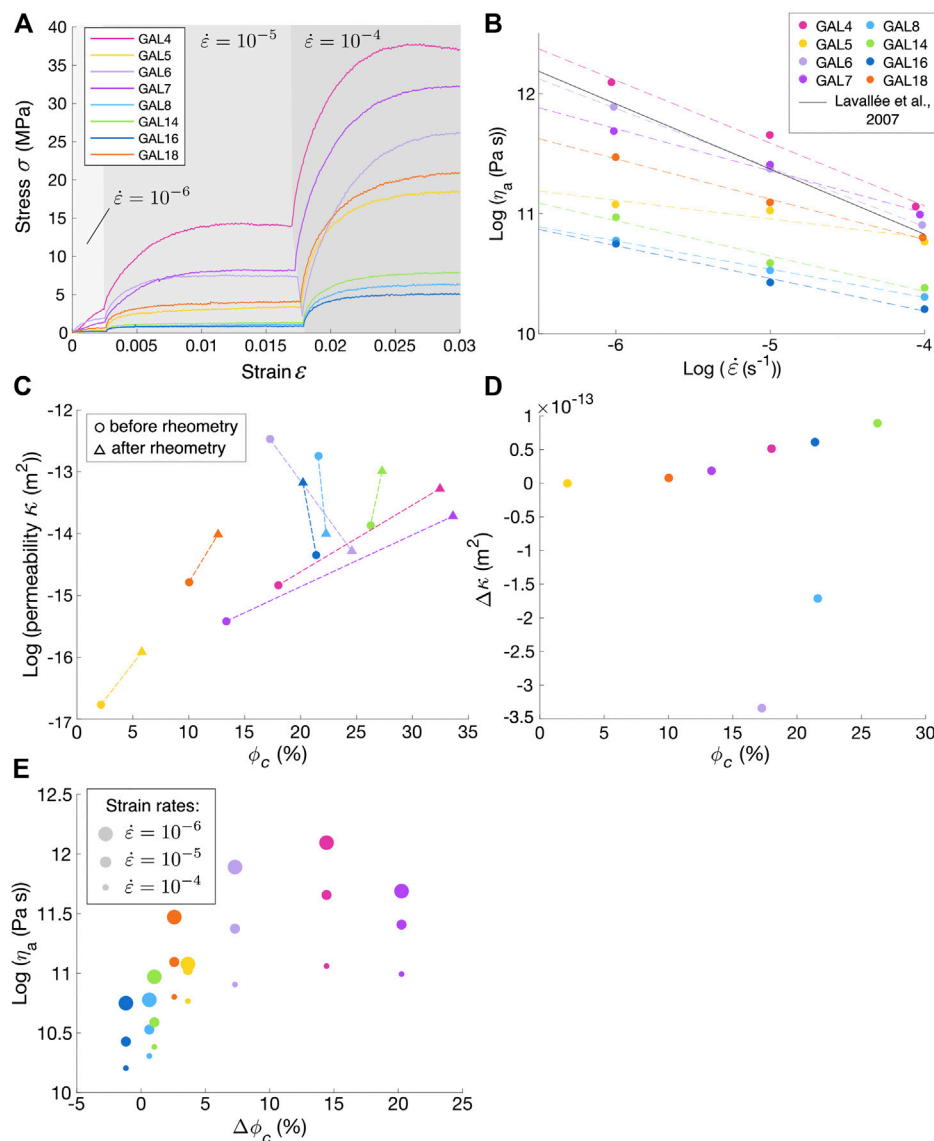 A
40
35
30
25
20
15
10
5
0
Stress σ (MPa)
GAL4
GAL5
GAL6
GAL7
GAL8
GAL14
GAL16
GAL18
ε̇ = 10⁻⁵
ε̇ = 10⁻⁴
ε̇ = 10⁻⁶
0 0.005 0.01 0.015 0.02 0.025 0.03
Strain ε
B
12
11
10
Log (ηₐ (Pa s))
GAL4 GAL8
GAL5 GAL14
GAL6 GAL16
GAL7 GAL18
Lavallée et al.,
2007
-6 -5 -4
Log (ε̇ (s⁻¹))
C
-12
-13
-14
-15
-16
-17
Log (permeability κ (m²))
before rheometry
after rheometry
0 5 10 15 20 25 30 35
ϕc (%)
D
×10⁻¹³
1
0.5
0
-0.5
-1
-1.5
-2
-2.5
-3
-3.5
Δκ (m²)
0 5 10 15 20 25 30
ϕc (%)
E
12.5
12
11.5
11
10.5
10
Log (ηₐ (Pa s))
Strain rates:
ε̇ = 10⁻⁶
ε̇ = 10⁻⁵
ε̇ = 10⁻⁴
-5 0 5 10 15 20 25
Δϕc (%)